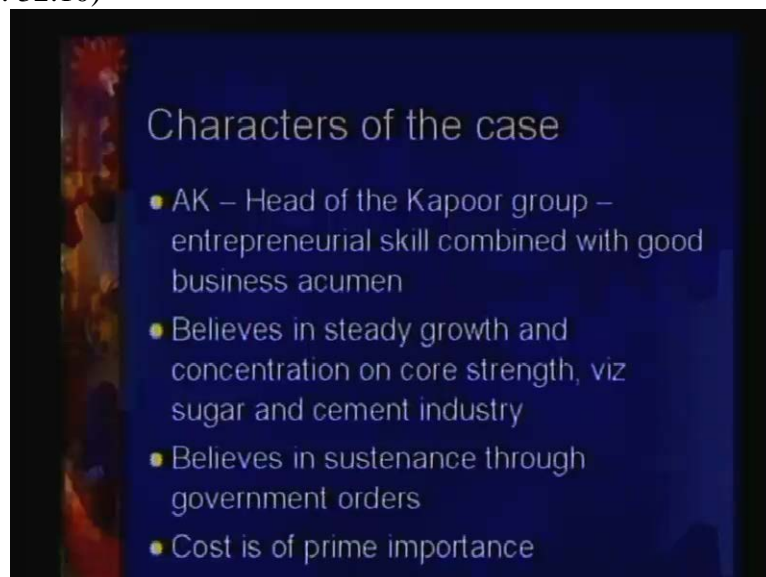 Characters of the case
• AK – Head of the Kapoor group –
entrepreneurial skill combined with good
business acumen
• Believes in steady growth and
concentration on core strength, viz
sugar and cement industry
• Believes in sustenance through
government orders
• Cost is of prime importance